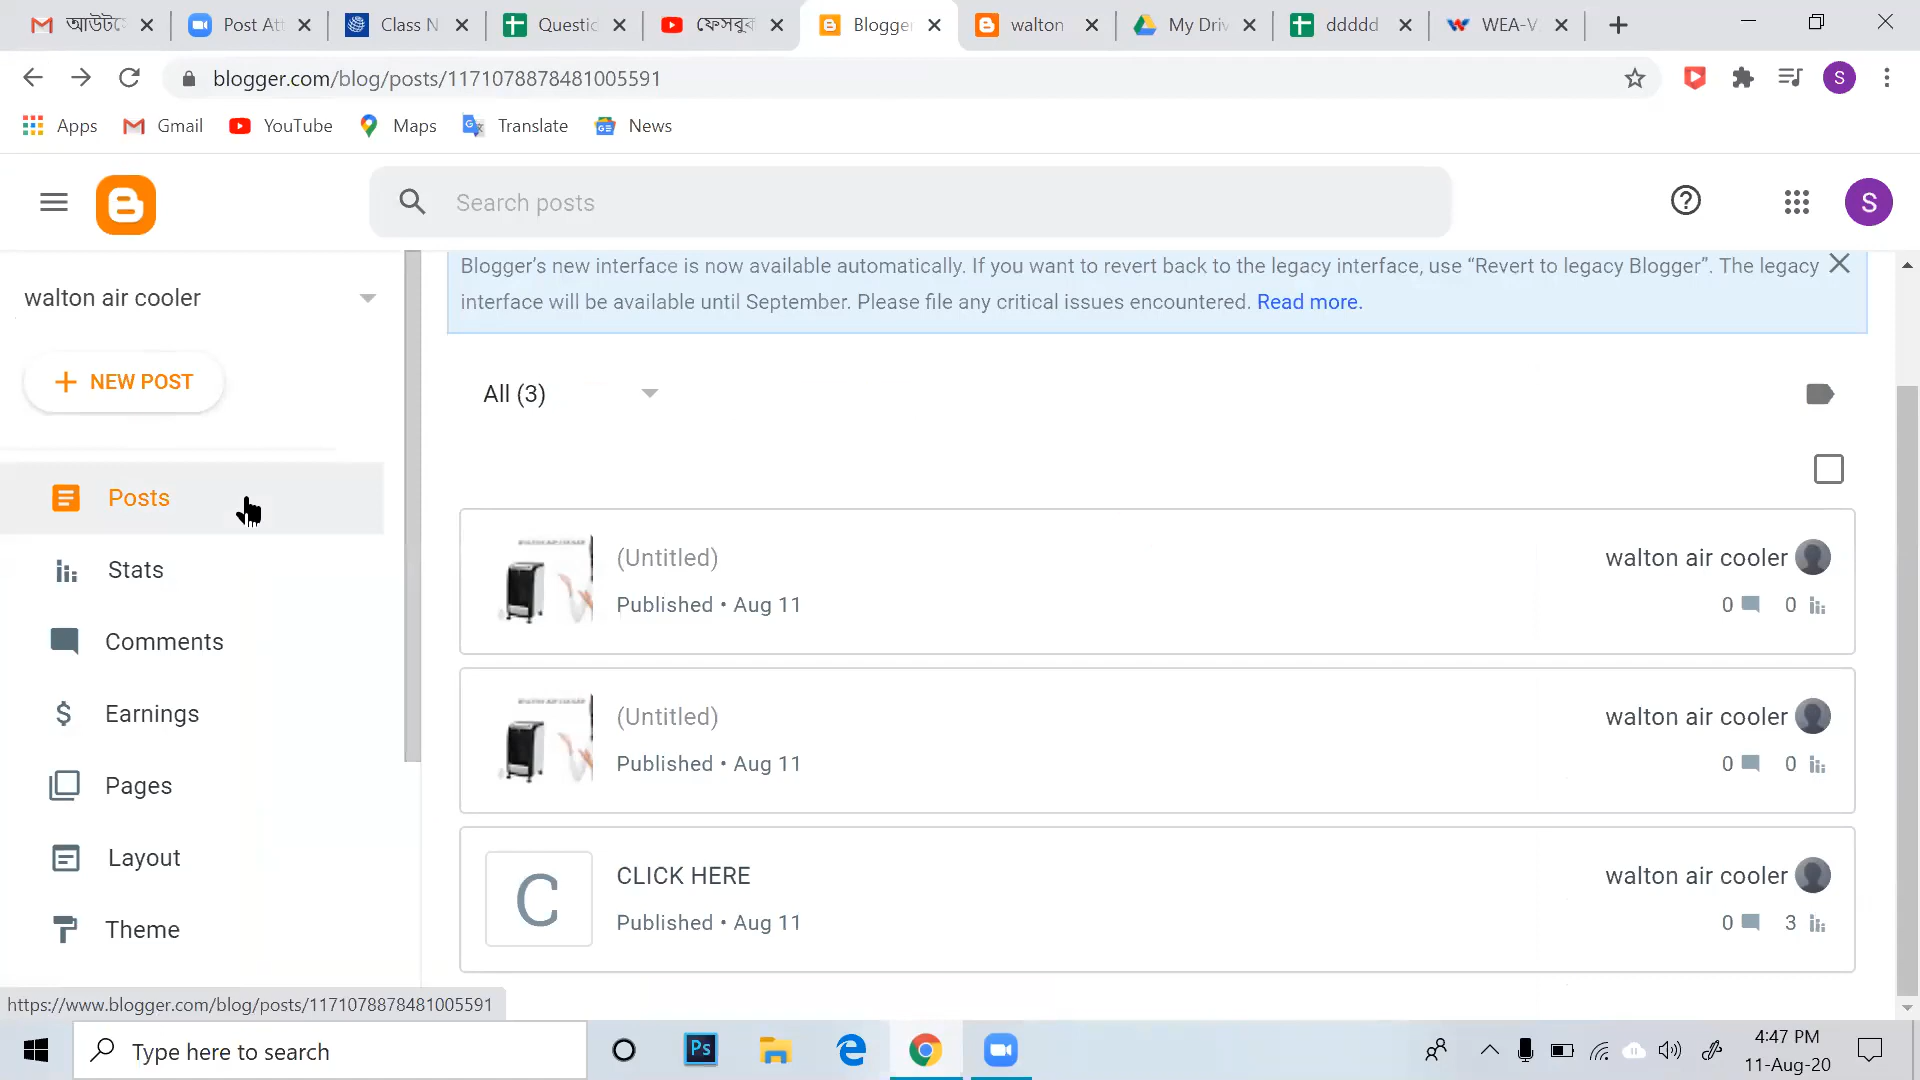 আউটসে
Post Att
Class N
Questio
ফেসবুক
Blogger
walton
My Driv
ddddd
WEA-V
blogger.com/blog/posts/1171078878481005591
S
Apps
Gmail
YouTube
Maps
Translate
News
Search posts
S
walton air cooler
NEW POST
Posts
Stats
Comments
Earnings
Pages
Layout
Theme
Blogger's new interface is now available automatically. If you want to revert back to the legacy interface, use "Revert to legacy Blogger". The legacy
interface will be available until September. Please file any critical issues encountered. Read more.
All (3)
(Untitled)
Published • Aug 11
walton air cooler
0 0
(Untitled)
Published • Aug 11
walton air cooler
0 0
C
CLICK HERE
Published • Aug 11
walton air cooler
0 3
https://www.blogger.com/blog/posts/1171078878481005591
Type here to search
Ps
4:47 PM
11-Aug-20